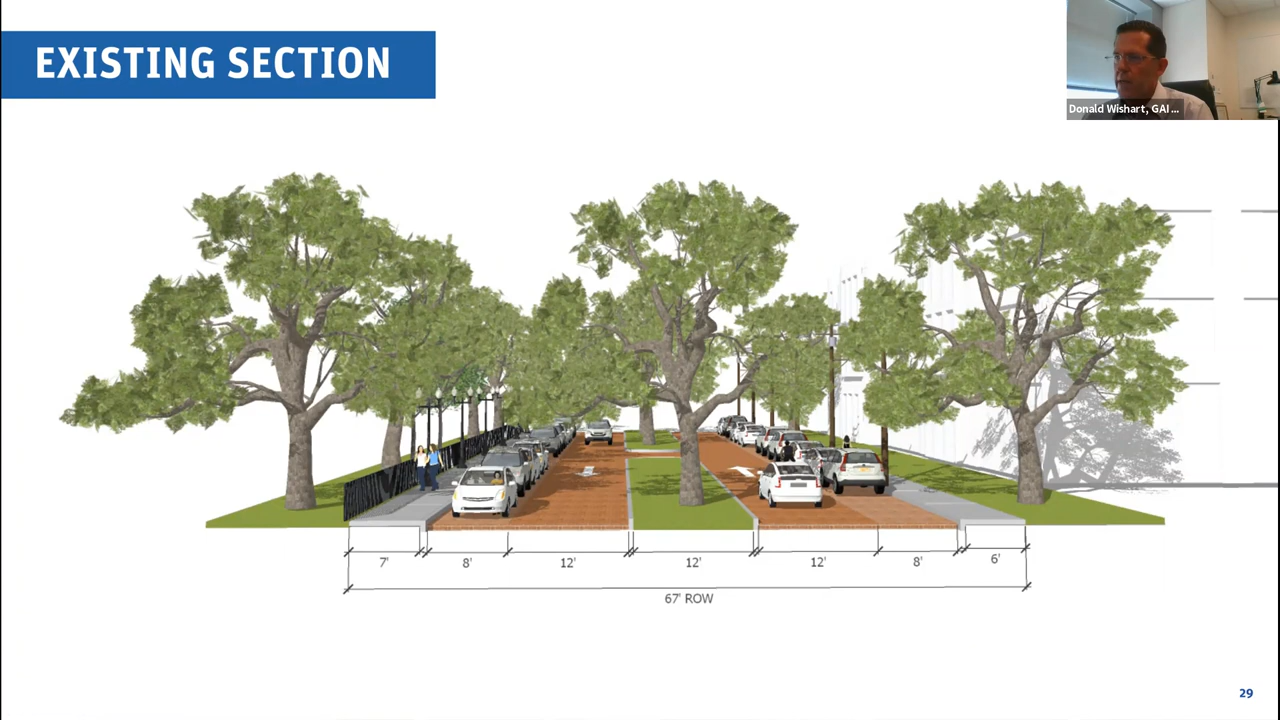 EXISTING SECTION
Donald Wishart, GAI ...
7' 8' 12' 12' 12' 8' 6'
67' ROW
29